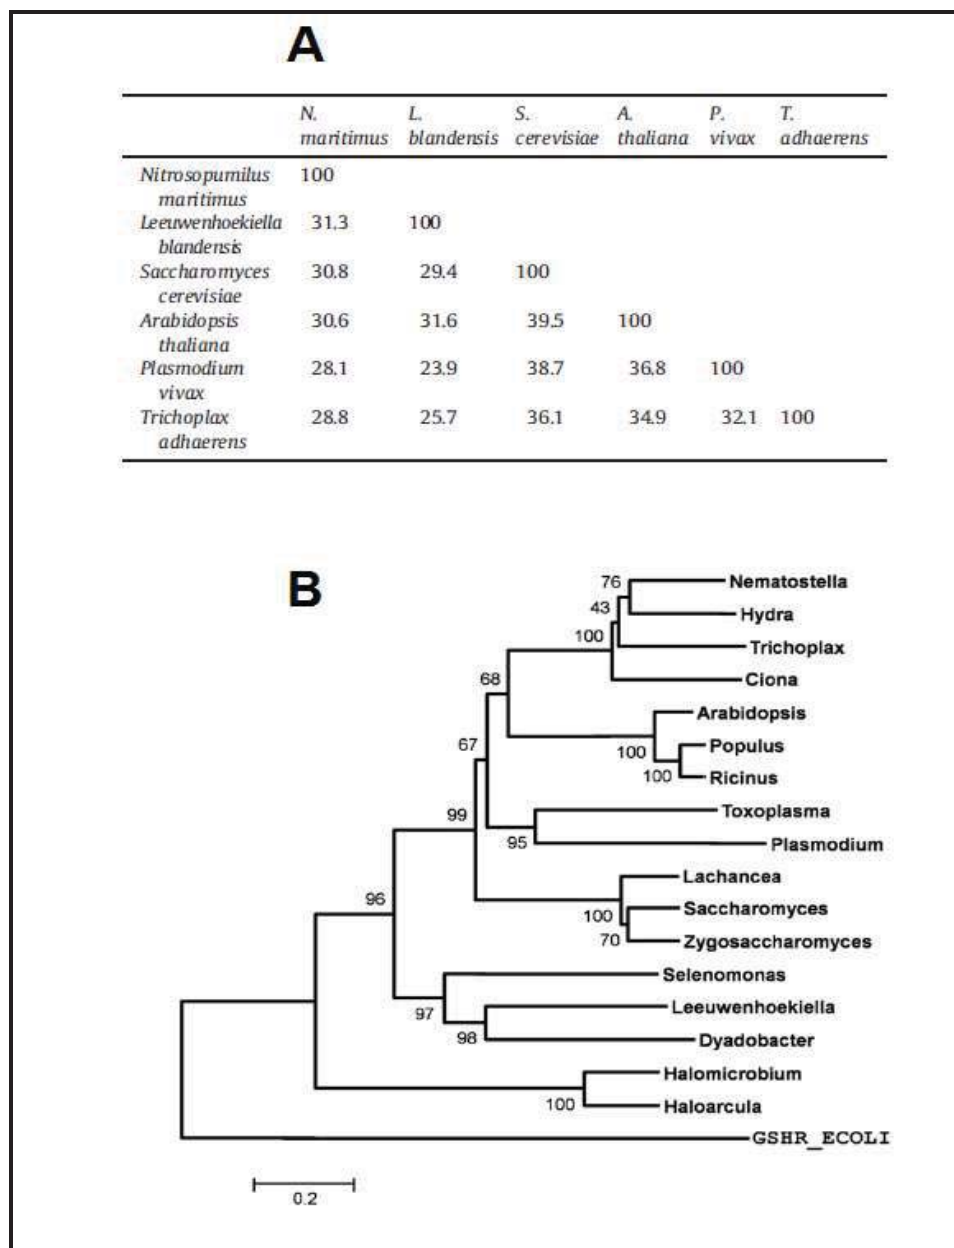 A
N. L. S. A. P. T.
maritimus blandensis cerevisiae thaliana vivax adhaerens
Nitrosopumilus 100
maritimus
Leeuwenhoekiella 31.3 100
blandensis
Saccharomyces 30.8 29.4 100
cerevisiae
Arabidopsis 30.6 31.6 39.5 100
thaliana
Plasmodium 28.1 23.9 38.7 36.8 100
vivax
Trichoplax 28.8 25.7 36.1 34.9 32.1 100
adhaerens
B
76 Nematostella
43 Hydra
100 Trichoplax
68 Ciona
Arabidopsis
67 100 Populus
100 Ricinus
99 Toxoplasma
95 Plasmodium
Lachancea
96 100 Saccharomyces
70 Zygosaccharomyces
Selenomonas
97 Leeuwenhoekiella
98 Dyadobacter
Halomicrobium
100 Haloarcula
GSHR_ECOLI
0.2